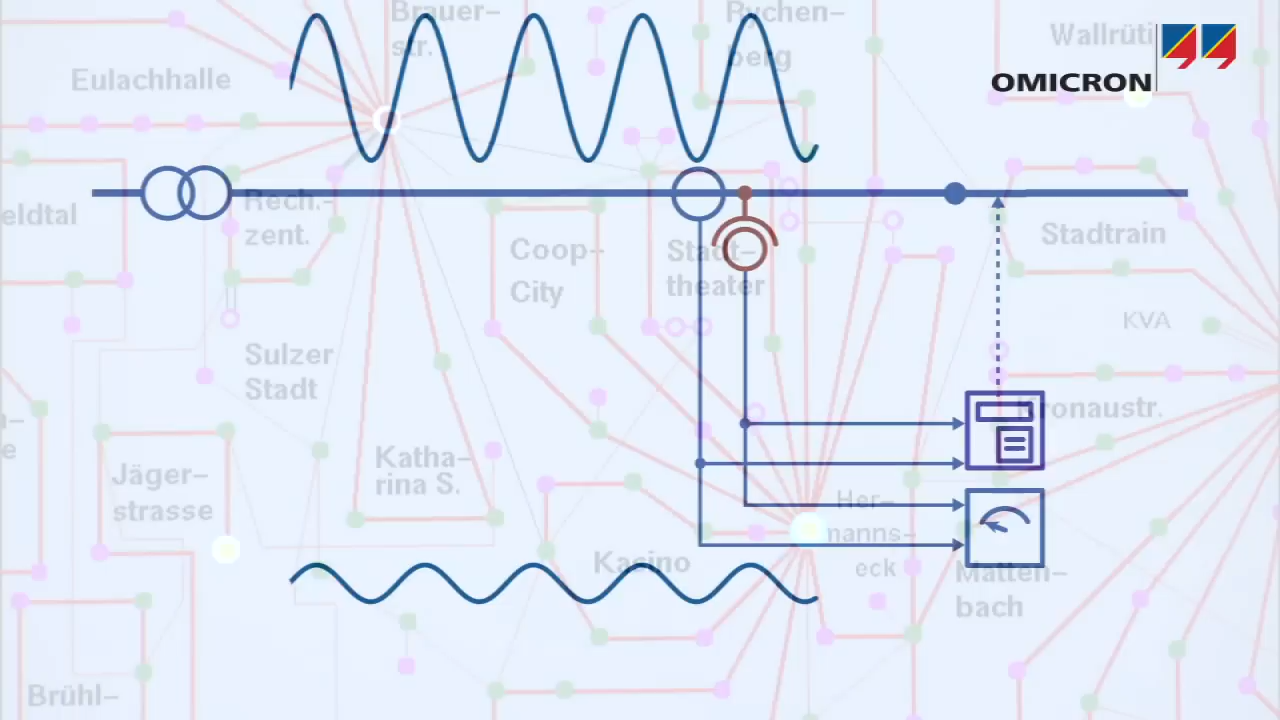 Brauer–
str.
Rychen–
berg
Wallrüti
OMICRON
Eulachhalle
eldtal
Rech.–
zent.
Coop–
City
Stadt–
theater
Stadtrain
KVA
Sulzer
Stadt
Kronaustr.
Jäger–
strasse
Katha–
rina S.
Her–
manns–
eck
Kasino
Matten–
bach
Brühl–